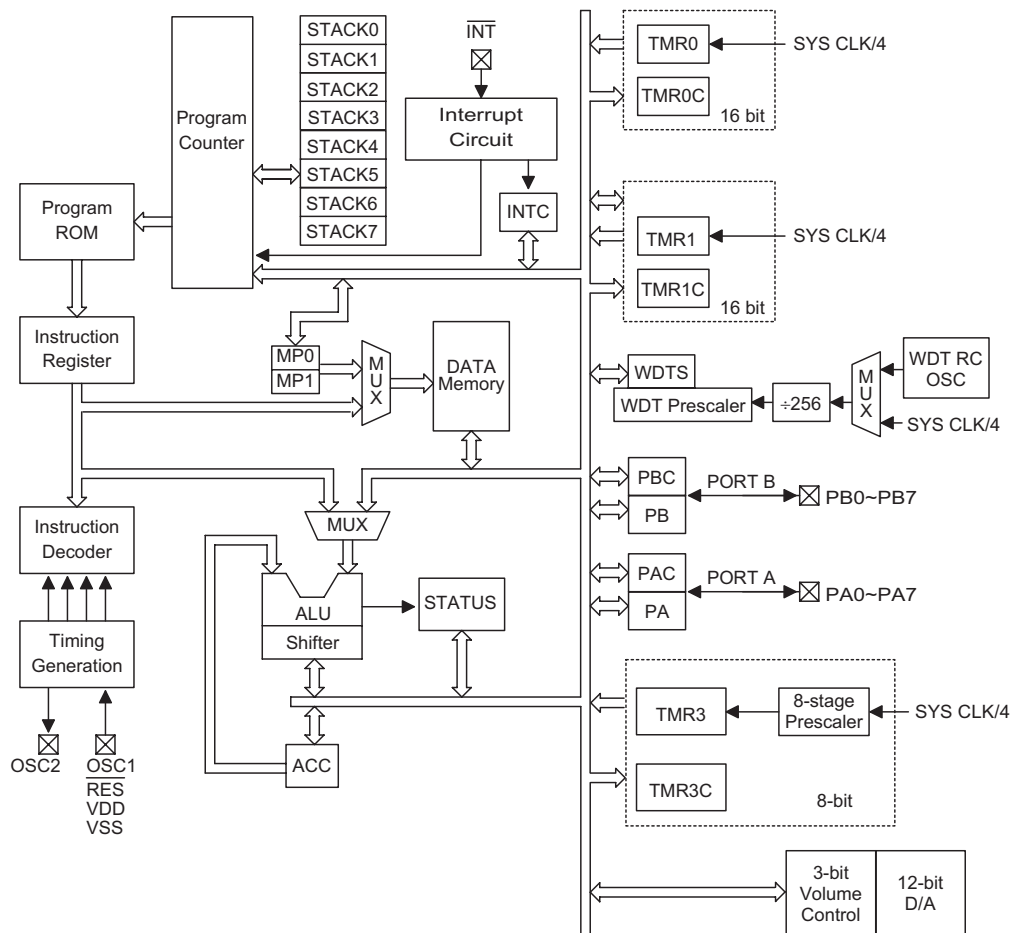 STACK0
STACK1
STACK2
STACK3
STACK4
STACK5
STACK6
STACK7
Program
Counter
INT
Interrupt
Circuit
INTC
Program
ROM
Instruction
Register
MP0
MP1
MUX
DATA
Memory
MUX
Instruction
Decoder
ALU
Shifter
STATUS
Timing
Generation
ACC
OSC2
OSC1
RES
VDD
VSS
TMR0
SYS CLK/4
TMR0C
16 bit
TMR1
SYS CLK/4
TMR1C
16 bit
WDTS
WDT Prescaler
÷256
MUX
WDT RC
OSC
SYS CLK/4
PBC
PB
PORT B
PB0~PB7
PAC
PA
PORT A
PA0~PA7
TMR3
8-stage
Prescaler
SYS CLK/4
TMR3C
8-bit
3-bit
Volume
Control
12-bit
D/A